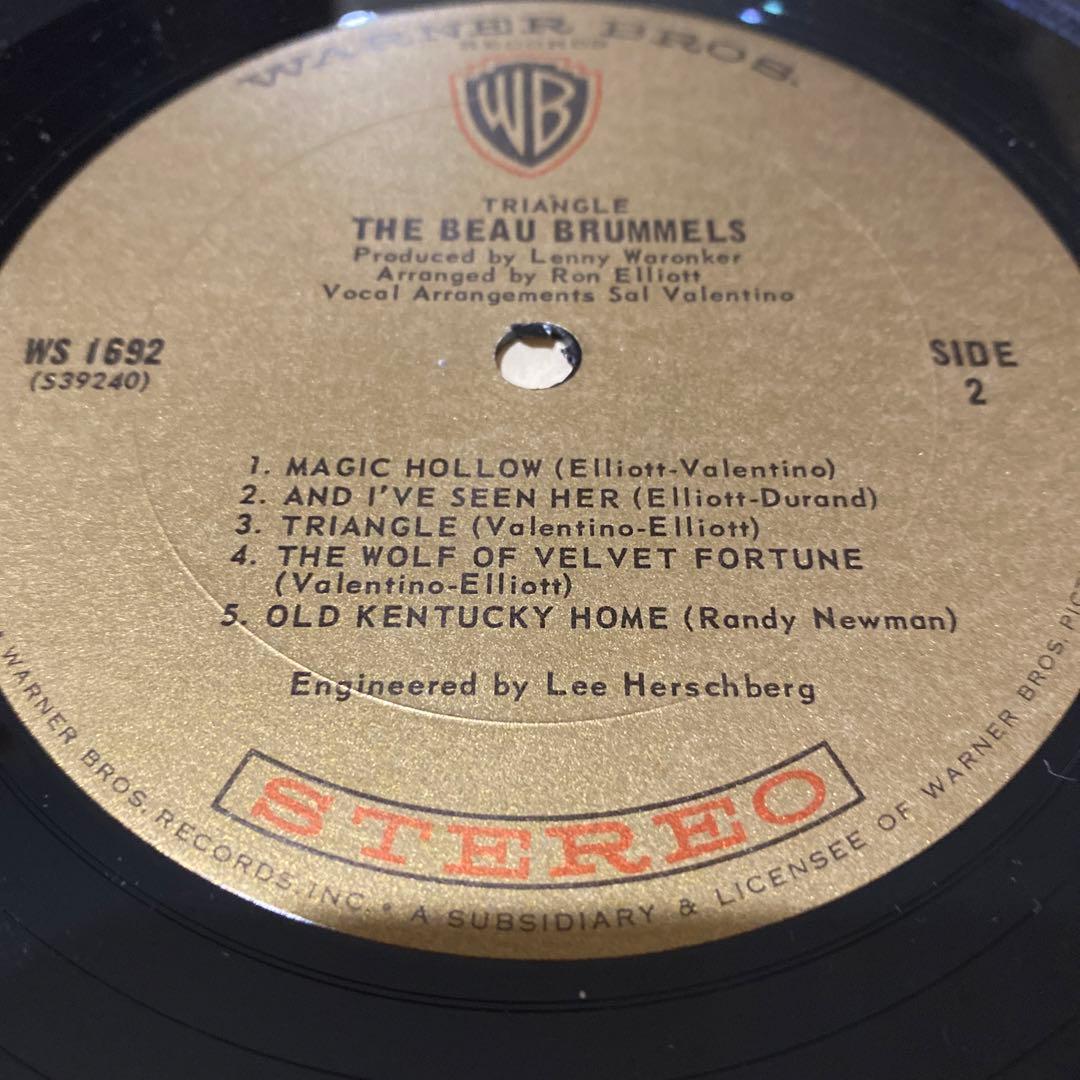 WARNER BROS.
RECORDS
WB
TRIANGLE
THE BEAU BRUMMELS
Produced by Lenny Waronker
Arranged by Ron Elliott
Vocal Arrangements Sal Valentino
WS 1692
(S39240)
SIDE
2
1. MAGIC HOLLOW (Elliott-Valentino)
2. AND I'VE SEEN HER (Elliott-Durand)
3. TRIANGLE (Valentino-Elliott)
4. THE WOLF OF VELVET FORTUNE
(Valentino-Elliott)
5. OLD KENTUCKY HOME (Randy Newman)
Engineered by Lee Herschberg
STEREO
WARNER BROS. RECORDS, INC. • A SUBSIDIARY & LICENSEE OF WARNER BROS.